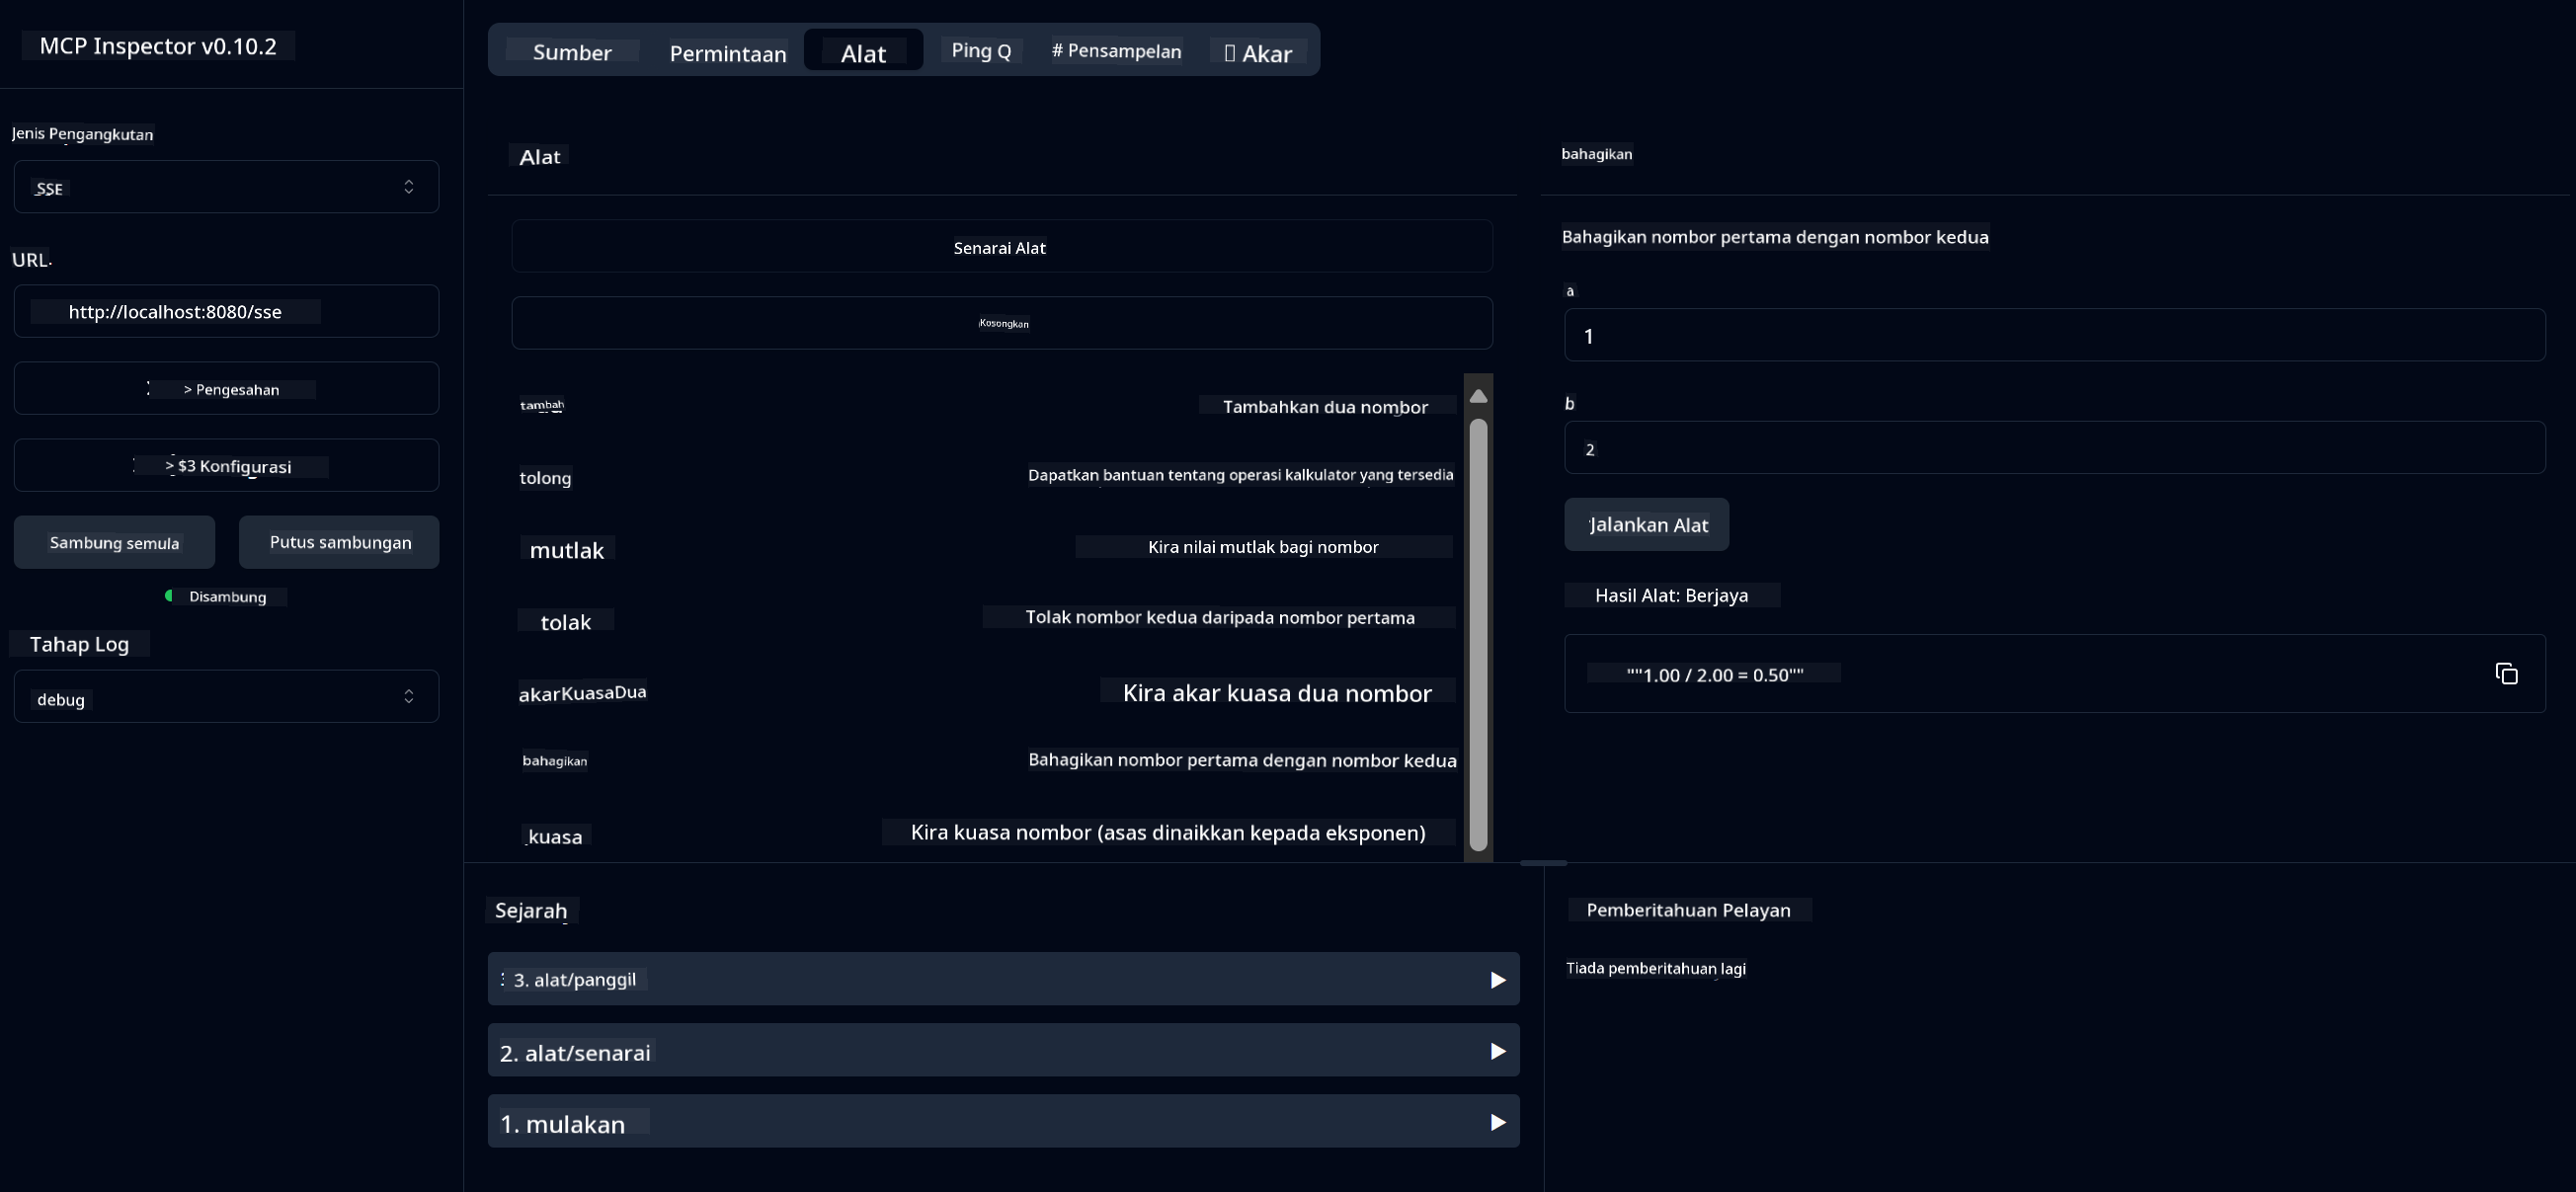 MCP Inspector v0.10.2
Jenis Pengangkutan
SSE
URL
http://localhost:8080/sse
> Pengesahan
> $3 Konfigurasi
Sambung semula
Putus sambungan
Disambung
Tahap Log
debug
Sumber
Permintaan
Alat
Ping Q
# Pensampelan
Akar
Alat
Senarai Alat
Kosongkan
tambah
Tambahkan dua nombor
tolong
Dapatkan bantuan tentang operasi kalkulator yang tersedia
mutlak
Kira nilai mutlak bagi nombor
tolak
Tolak nombor kedua daripada nombor pertama
akarKuasaDua
Kira akar kuasa dua nombor
bahagikan
Bahagikan nombor pertama dengan nombor kedua
kuasa
Kira kuasa nombor (asas dinaikkan kepada eksponen)
bahagikan
Bahagikan nombor pertama dengan nombor kedua
a
1
b
2
Jalankan Alat
Hasil Alat: Berjaya
""1.00 / 2.00 = 0.50""
Sejarah
3. alat/panggil
2. alat/senarai
1. mulakan
Pemberitahuan Pelayan
Tiada pemberitahuan lagi